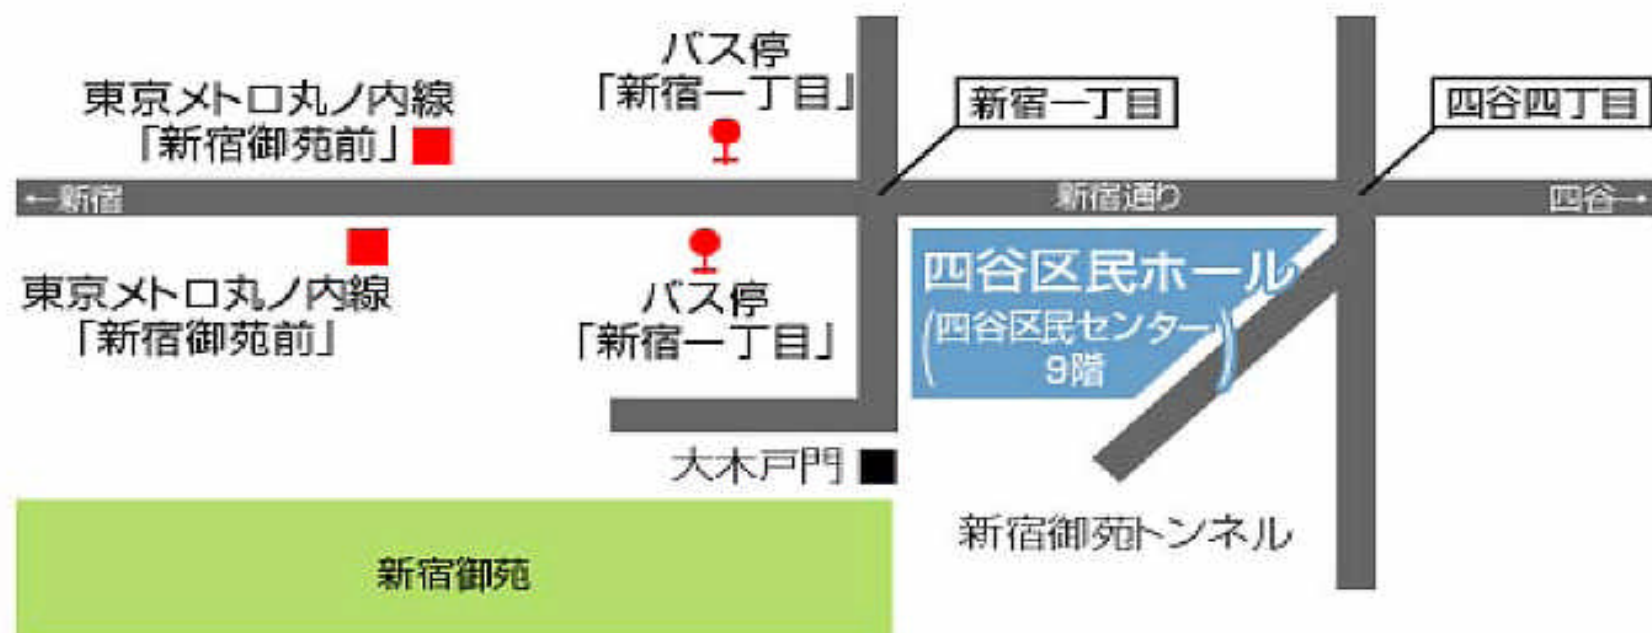 バス停
「新宿一丁目」
東京メトロ丸ノ内線
「新宿御苑前」
新宿一丁目
四谷四丁目
←新宿
新宿通り
四谷→
東京メトロ丸ノ内線
「新宿御苑前」
バス停
「新宿一丁目」
四谷区民ホール
(四谷区民センター
9階)
大木戸門
新宿御苑トンネル
新宿御苑